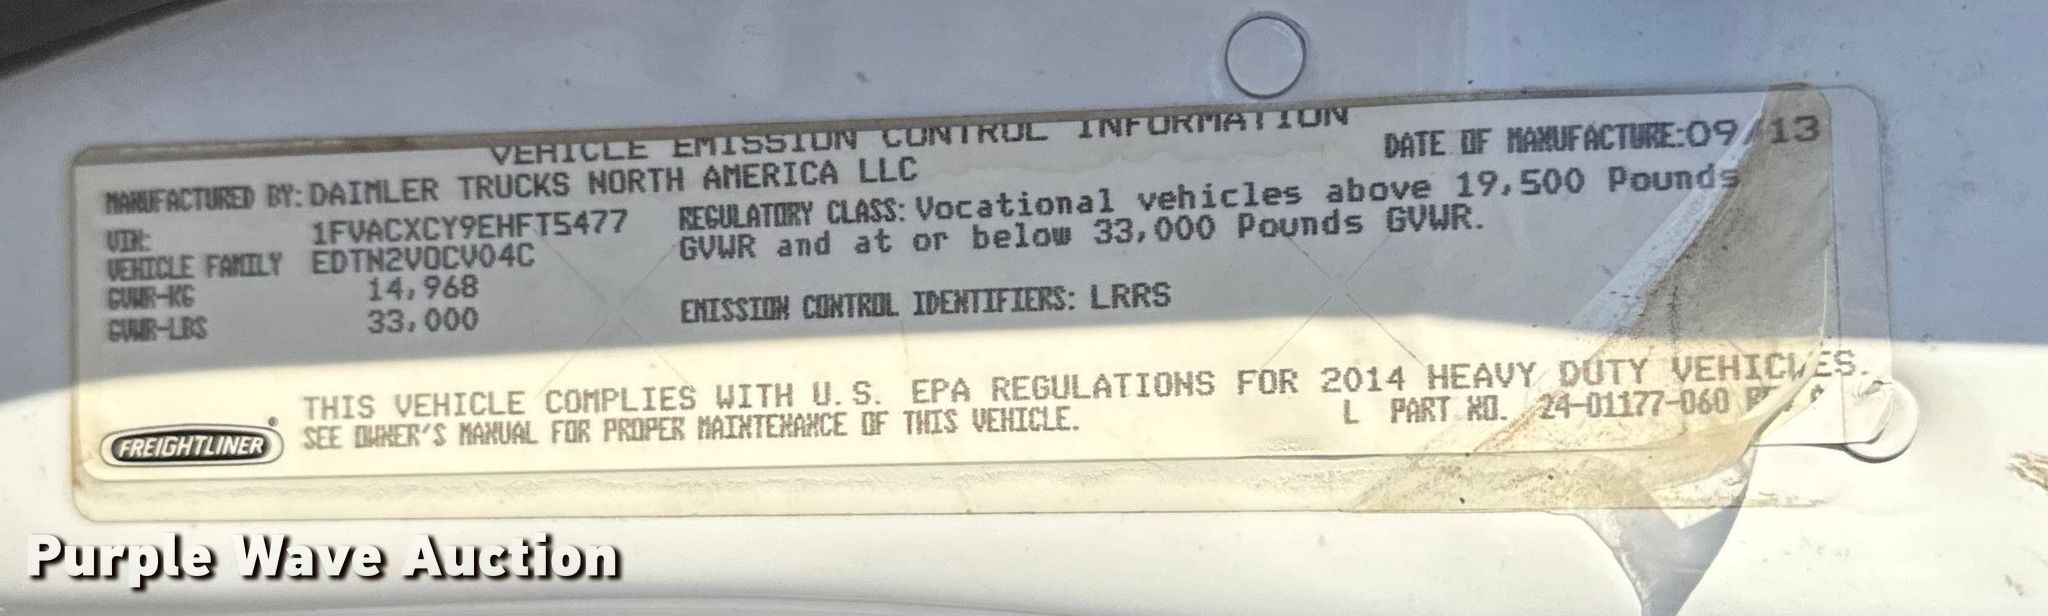 VEHICLE EMISSION CONTROL INFORMATION
MANUFACTURED BY: DAIMLER TRUCKS NORTH AMERICA LLC
DATE OF MANUFACTURE: 09/13
VIN: 1FVACXCY9EHFT5477
REGULATORY CLASS: Vocational vehicles above 19,500 Pounds
GVWR and at or below 33,000 Pounds GVWR.
VEHICLE FAMILY EDTN2VOCV04C
GVWR-KG 14,968
GVWR-LBS 33,000
EMISSION CONTROL IDENTIFIERS: LRRS
THIS VEHICLE COMPLIES WITH U.S. EPA REGULATIONS FOR 2014 HEAVY DUTY VEHICLES.
SEE OWNER'S MANUAL FOR PROPER MAINTENANCE OF THIS VEHICLE.
L PART NO. 24-01177-060
FREIGHTLINER®
Purple Wave Auction